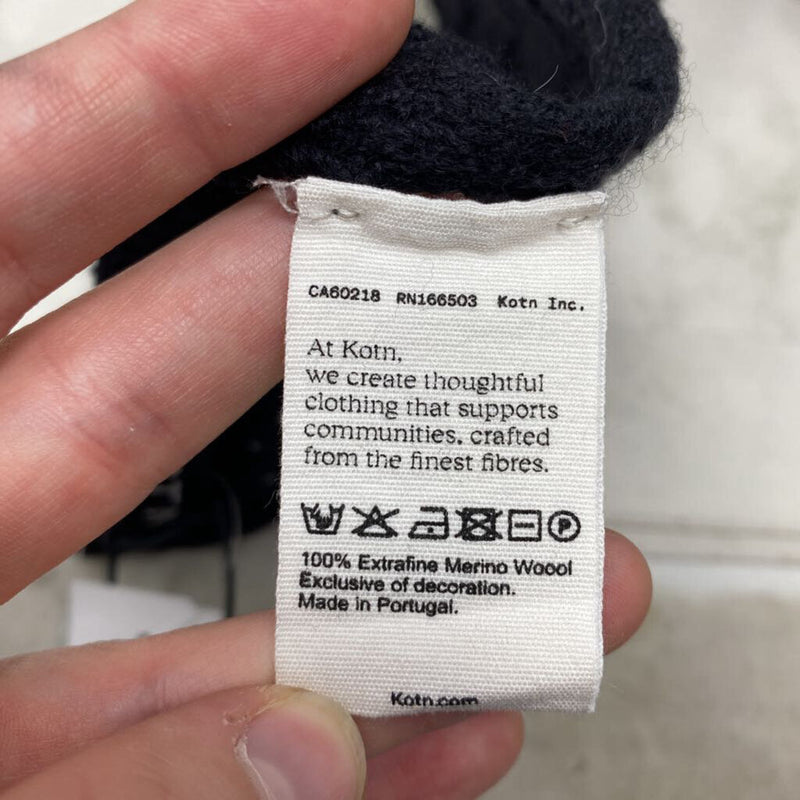 CA60218 RN166503 Kotn Inc.
At Kotn,
we create thoughtful
clothing that supports
communities, crafted
from the finest fibres.
P
100% Extrafine Merino Woool
Exclusive of decoration.
Made in Portugal.
Kotn.com